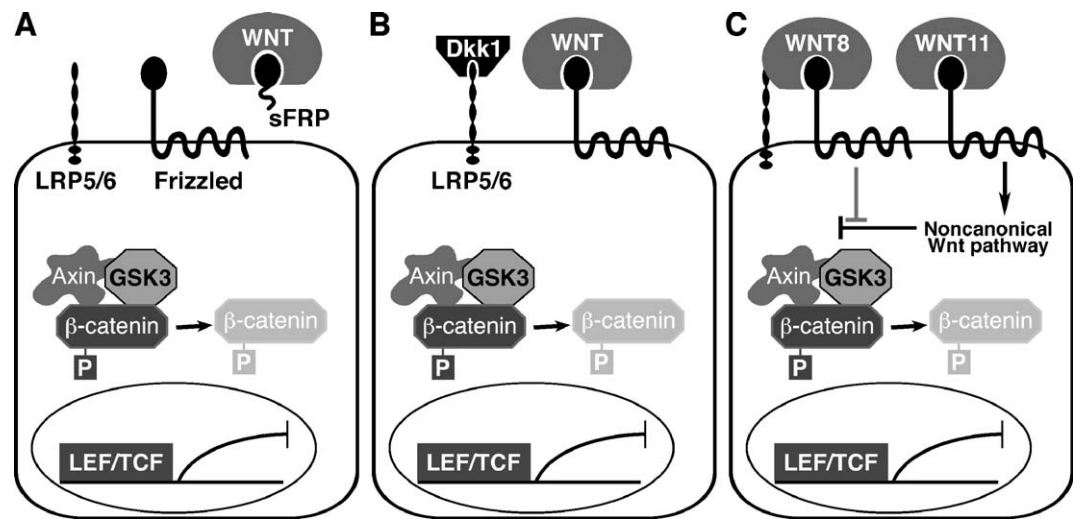 A
WNT
sFRP
LRP5/6
Frizzled
Axin
GSK3
β-catenin
β-catenin
P
P
LEF/TCF
B
Dkk1
WNT
LRP5/6
Axin
GSK3
β-catenin
β-catenin
P
P
LEF/TCF
C
WNT8
WNT11
Noncanonical
Wnt pathway
Axin
GSK3
β-catenin
β-catenin
P
P
LEF/TCF